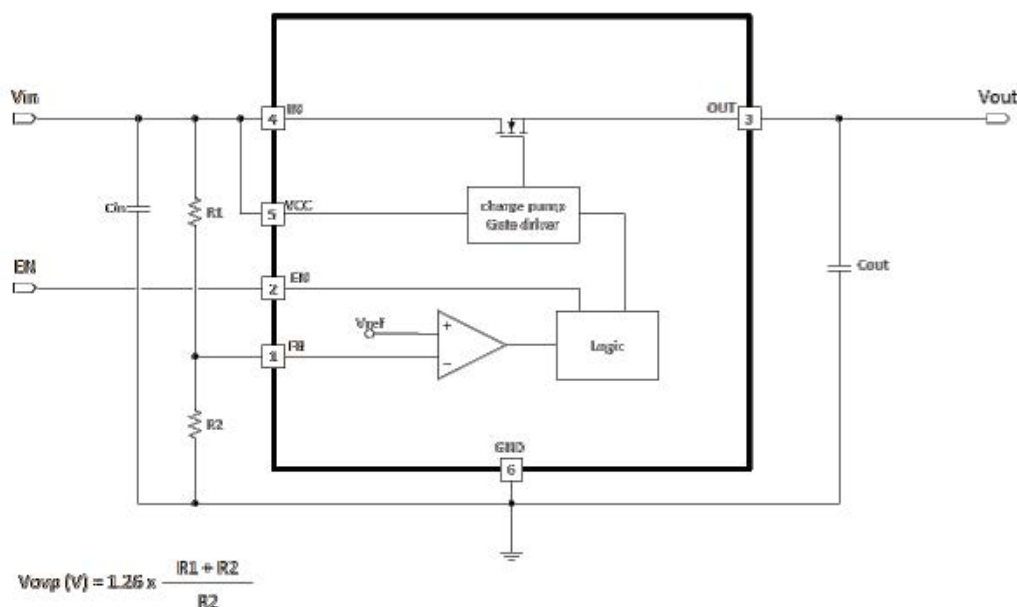 Vin
IN
OUT
Vout
4
3
Cin
R1
VCC
5
charge pump
Gate driver
EN
EN
2
Cout
Vref
+
Logic
FB
1
−
R2
GND
6
Vovp (V) = 1.26 x R1 + R2
R2